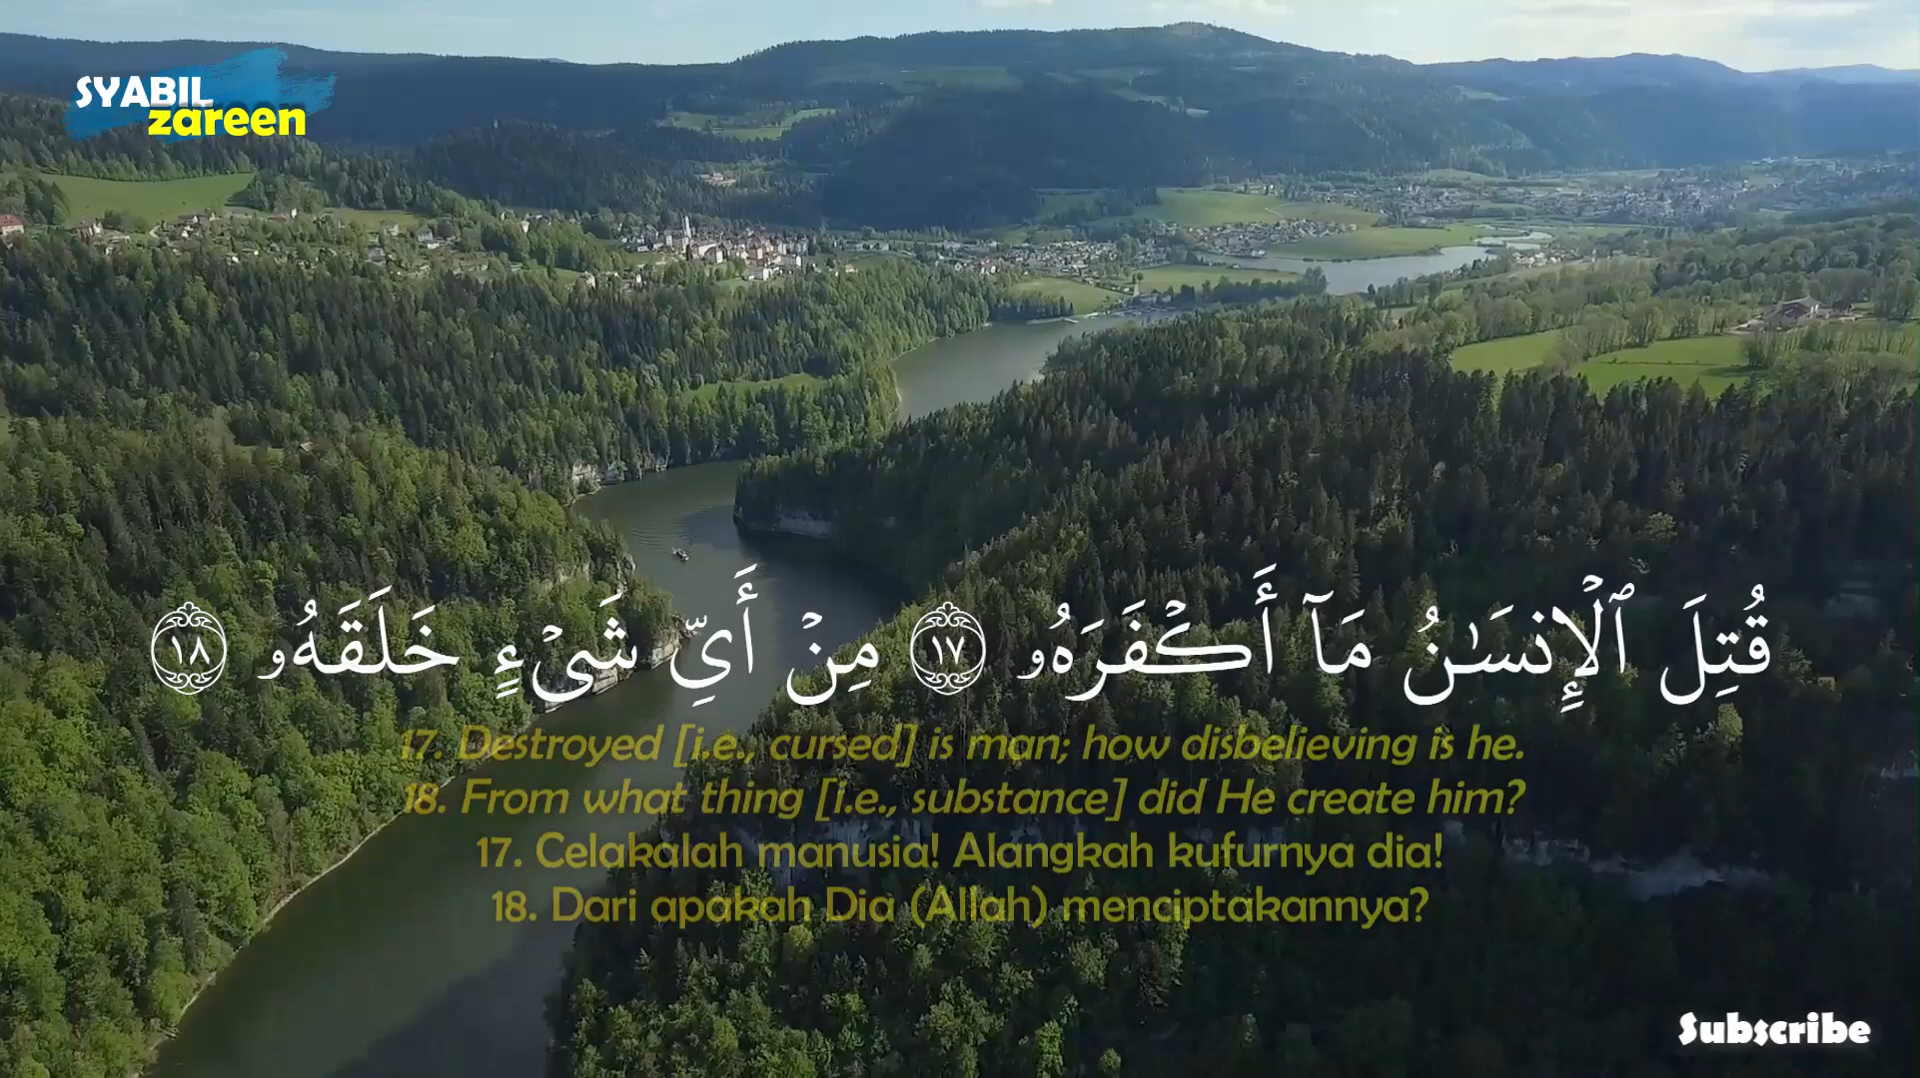 SYABIL
zareen
قُتِلَ ٱلْإِنسَـٰنُ مَآ أَكْفَرَهُۥ ١٧ مِنْ أَىِّ شَىْءٍ خَلَقَهُۥ ١٨
17. Destroyed [i.e., cursed] is man; how disbelieving is he.
18. From what thing [i.e., substance] did He create him?
17. Celakalah manusia! Alangkah kufurnya dia!
18. Dari apakah Dia (Allah) menciptakannya?
Subscribe